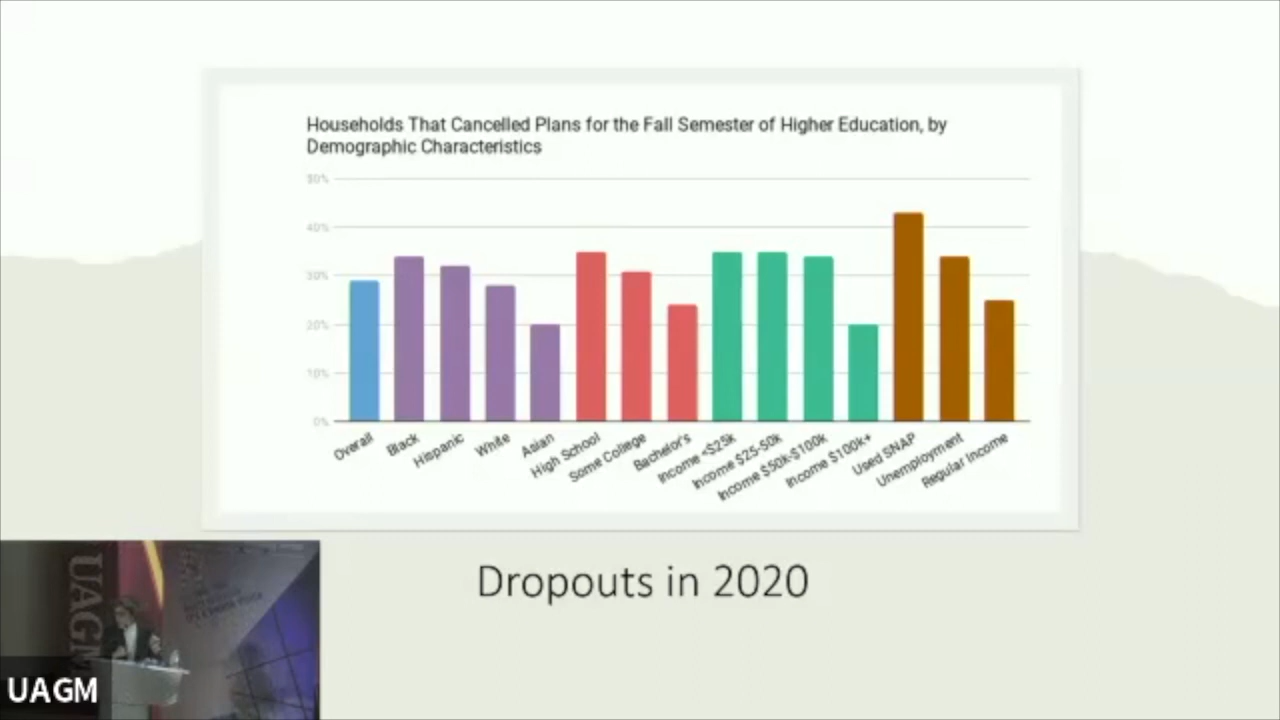 Households That Cancelled Plans for the Fall Semester of Higher Education, by
Demographic Characteristics
50%
40%
30%
20%
10%
0%
Overall
Black
Hispanic
White
Asian
High School
Some College
Bachelor's
Income <$25k
Income $25-50k
Income $50k-$100k
Income $100k+
Used SNAP
Unemployment
Regular Income
Dropouts in 2020
UAGM
UAGM